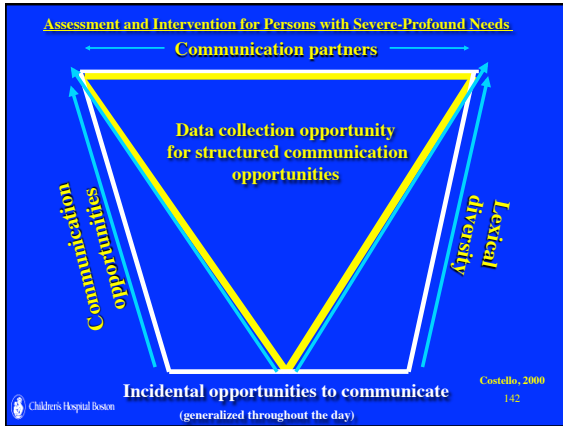 Assessment and Intervention for Persons with Severe-Profound Needs
Communication partners
Data collection opportunity
for structured communication
opportunities
Communication
opportunities
Lexical
diversity
Incidental opportunities to communicate
(generalized throughout the day)
Costello, 2000
142
Children's Hospital Boston